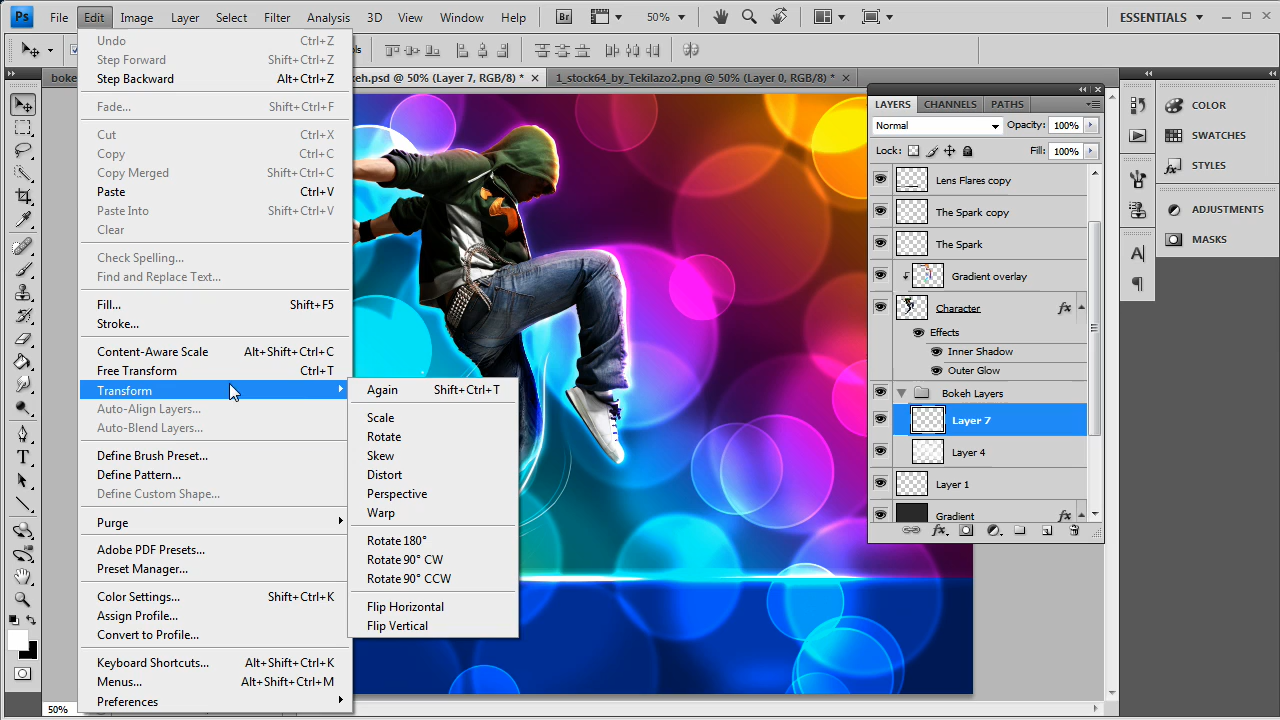 Ps File Edit Image Layer Select Filter Analysis 3D View Window Help Br 50% ESSENTIALS
boke
keh.psd @ 50% (Layer 7, RGB/8) * × 1_stock64_by_Tekilazo2.png @ 50% (Layer 0, RGB/8) * ×
Undo Ctrl+Z
Step Forward Shift+Ctrl+Z
Step Backward Alt+Ctrl+Z
Fade... Shift+Ctrl+F
Cut Ctrl+X
Copy Ctrl+C
Copy Merged Shift+Ctrl+C
Paste Ctrl+V
Paste Into Shift+Ctrl+V
Clear
Check Spelling...
Find and Replace Text...
Fill... Shift+F5
Stroke...
Content-Aware Scale Alt+Shift+Ctrl+C
Free Transform Ctrl+T
Transform
Auto-Align Layers...
Auto-Blend Layers...
Define Brush Preset...
Define Pattern...
Define Custom Shape...
Purge
Adobe PDF Presets...
Preset Manager...
Color Settings... Shift+Ctrl+K
Assign Profile...
Convert to Profile...
Keyboard Shortcuts... Alt+Shift+Ctrl+K
Menus... Alt+Shift+Ctrl+M
Preferences
Again Shift+Ctrl+T
Scale
Rotate
Skew
Distort
Perspective
Warp
Rotate 180°
Rotate 90° CW
Rotate 90° CCW
Flip Horizontal
Flip Vertical
LAYERS CHANNELS PATHS
Normal Opacity: 100%
Lock: Fill: 100%
Lens Flares copy
The Spark copy
The Spark
Gradient overlay
Character fx
Effects
Inner Shadow
Outer Glow
Bokeh Layers
Layer 7
Layer 4
Layer 1
Gradient fx
fx.
COLOR
SWATCHES
STYLES
ADJUSTMENTS
MASKS
A
T
50%